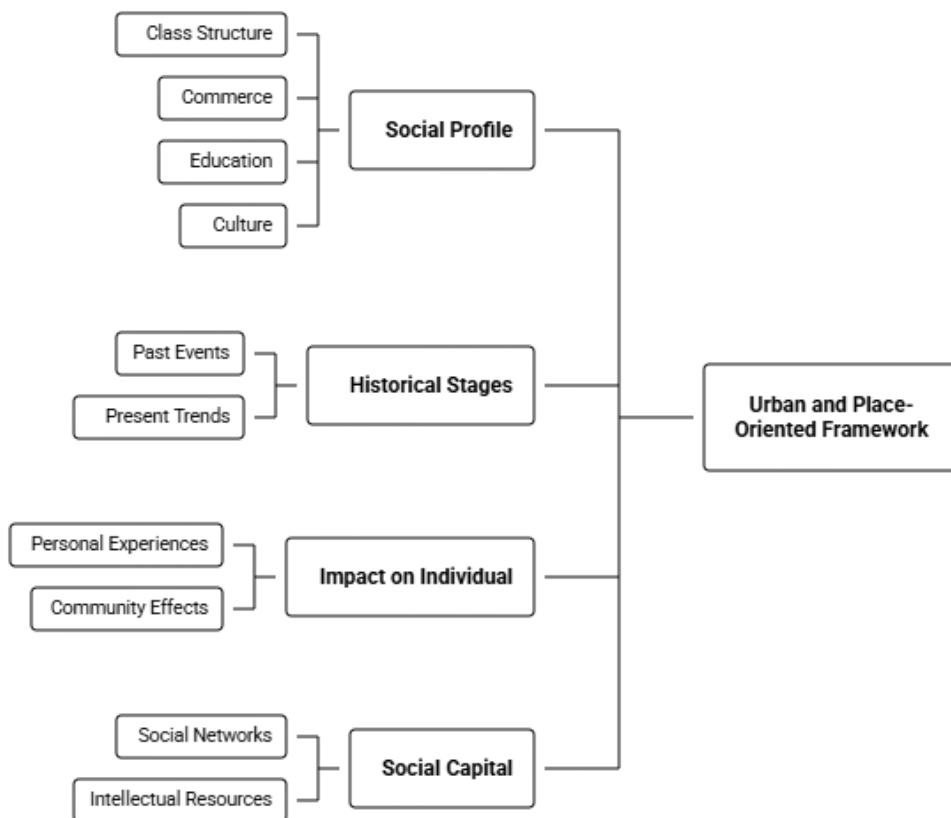 Class Structure
Commerce
Social Profile
Education
Culture
Past Events
Historical Stages
Present Trends
Urban and Place-
Oriented Framework
Personal Experiences
Impact on Individual
Community Effects
Social Networks
Social Capital
Intellectual Resources